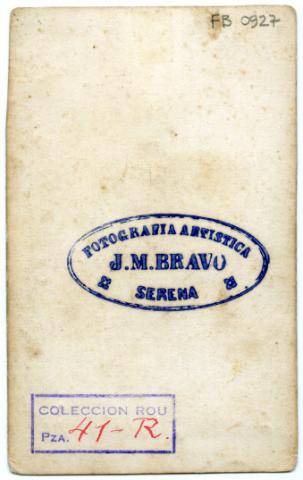 FB 0927
FOTOGRAFIA ARTISTICA
J.M.BRAVO
SERENA
COLECCION ROU
PZA. 41-R.